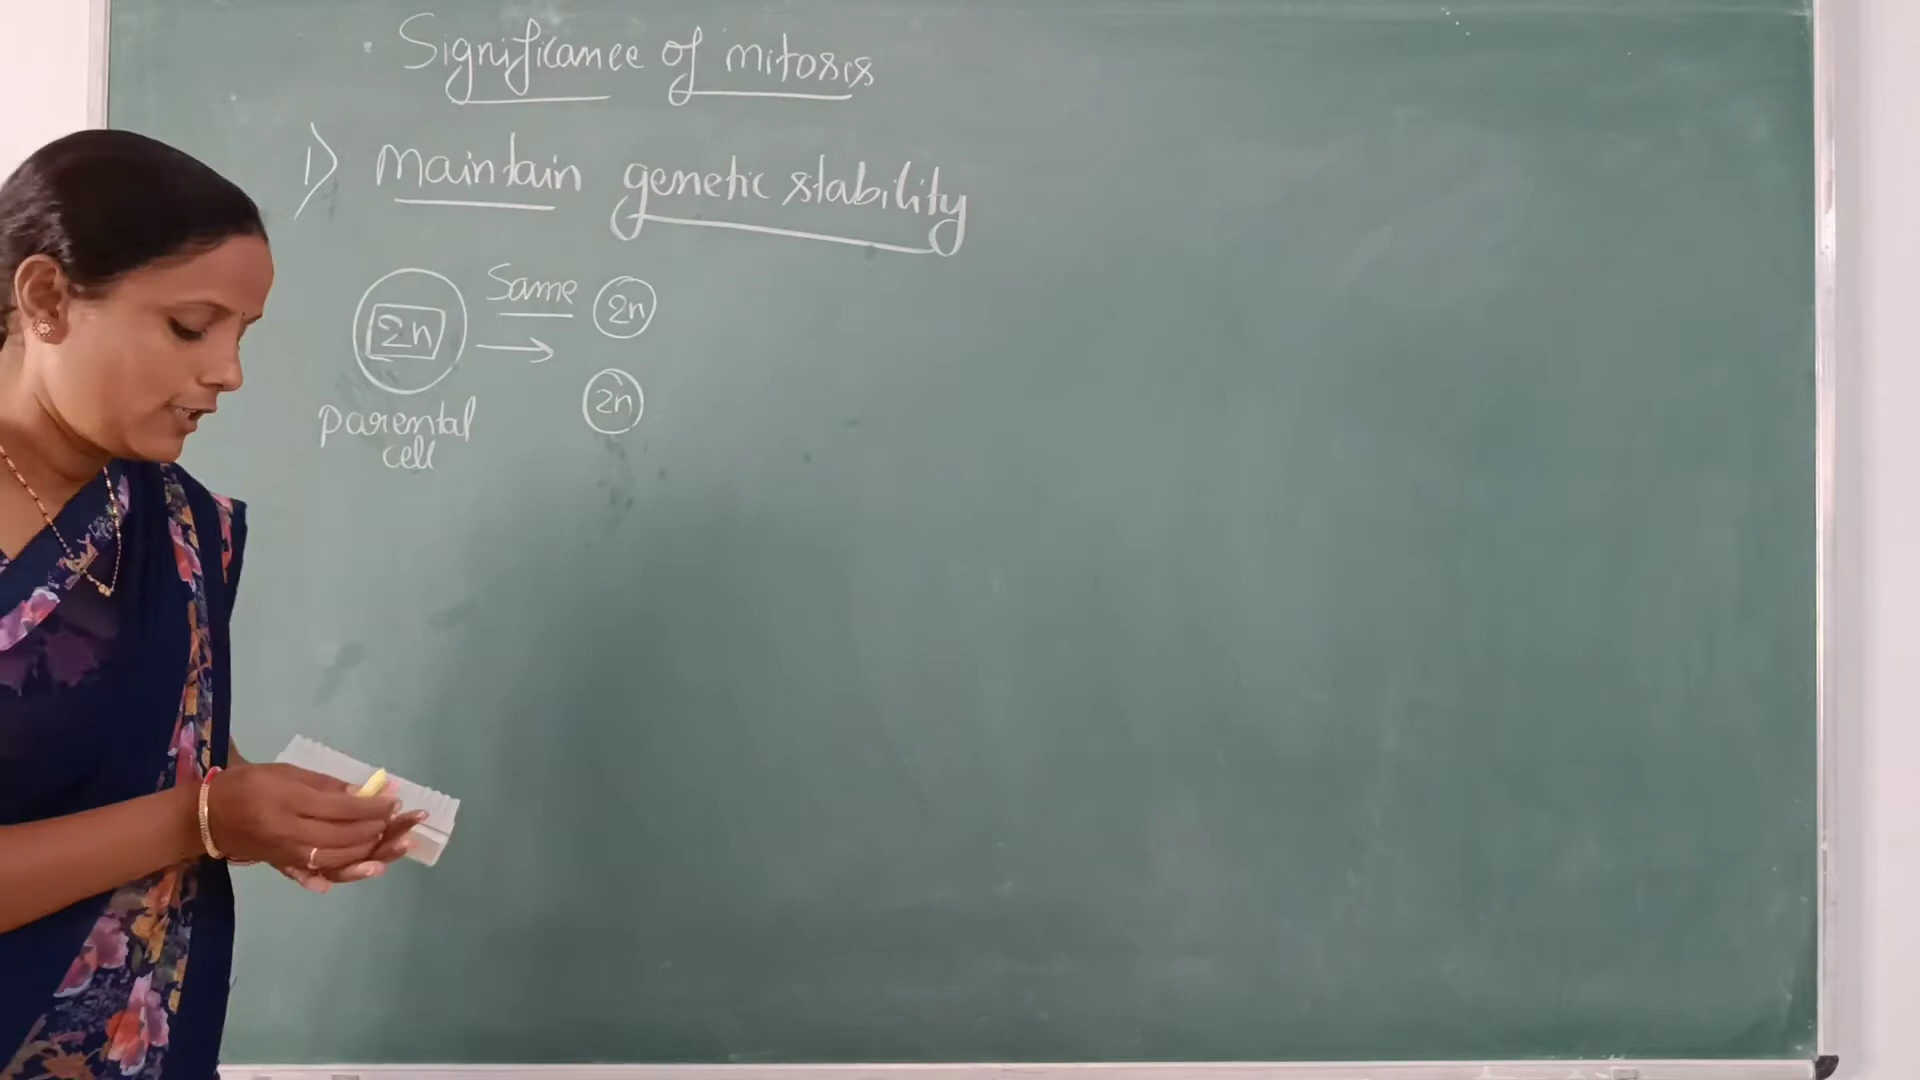 Significance of mitosis
1) Maintain genetic stability
Same
2n
2n
2n
parental
cell